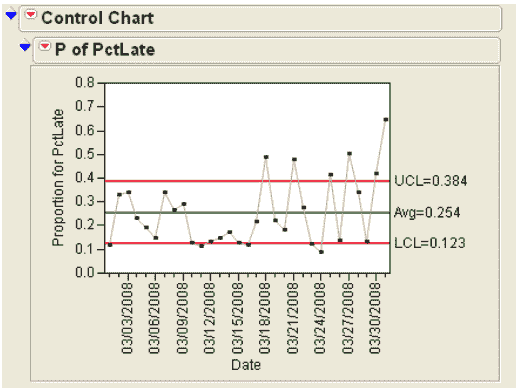 Control Chart
P of PctLate
Proportion for PctLate
0.8
0.7
0.6
0.5
0.4
0.3
0.2
0.1
0.0
UCL=0.384
Avg=0.254
LCL=0.123
03/03/2008
03/06/2008
03/09/2008
03/12/2008
03/15/2008
03/18/2008
03/21/2008
03/24/2008
03/27/2008
03/30/2008
Date